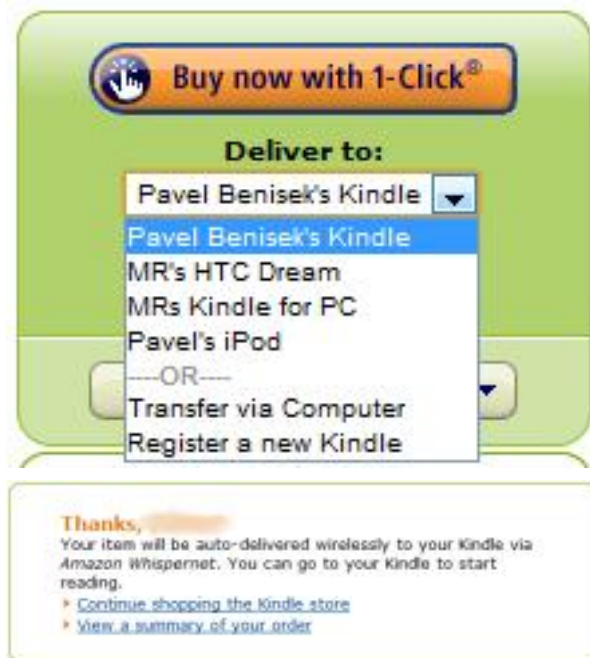 Buy now with 1-Click®
Deliver to:
Pavel Benisek's Kindle
Pavel Benisek's Kindle
MR's HTC Dream
MRs Kindle for PC
Pavel's iPod
----OR----
Transfer via Computer
Register a new Kindle
Thanks,
Your item will be auto-delivered wirelessly to your Kindle via
Amazon Whispernet. You can go to your Kindle to start
reading.
Continue shopping the Kindle store
View a summary of your order